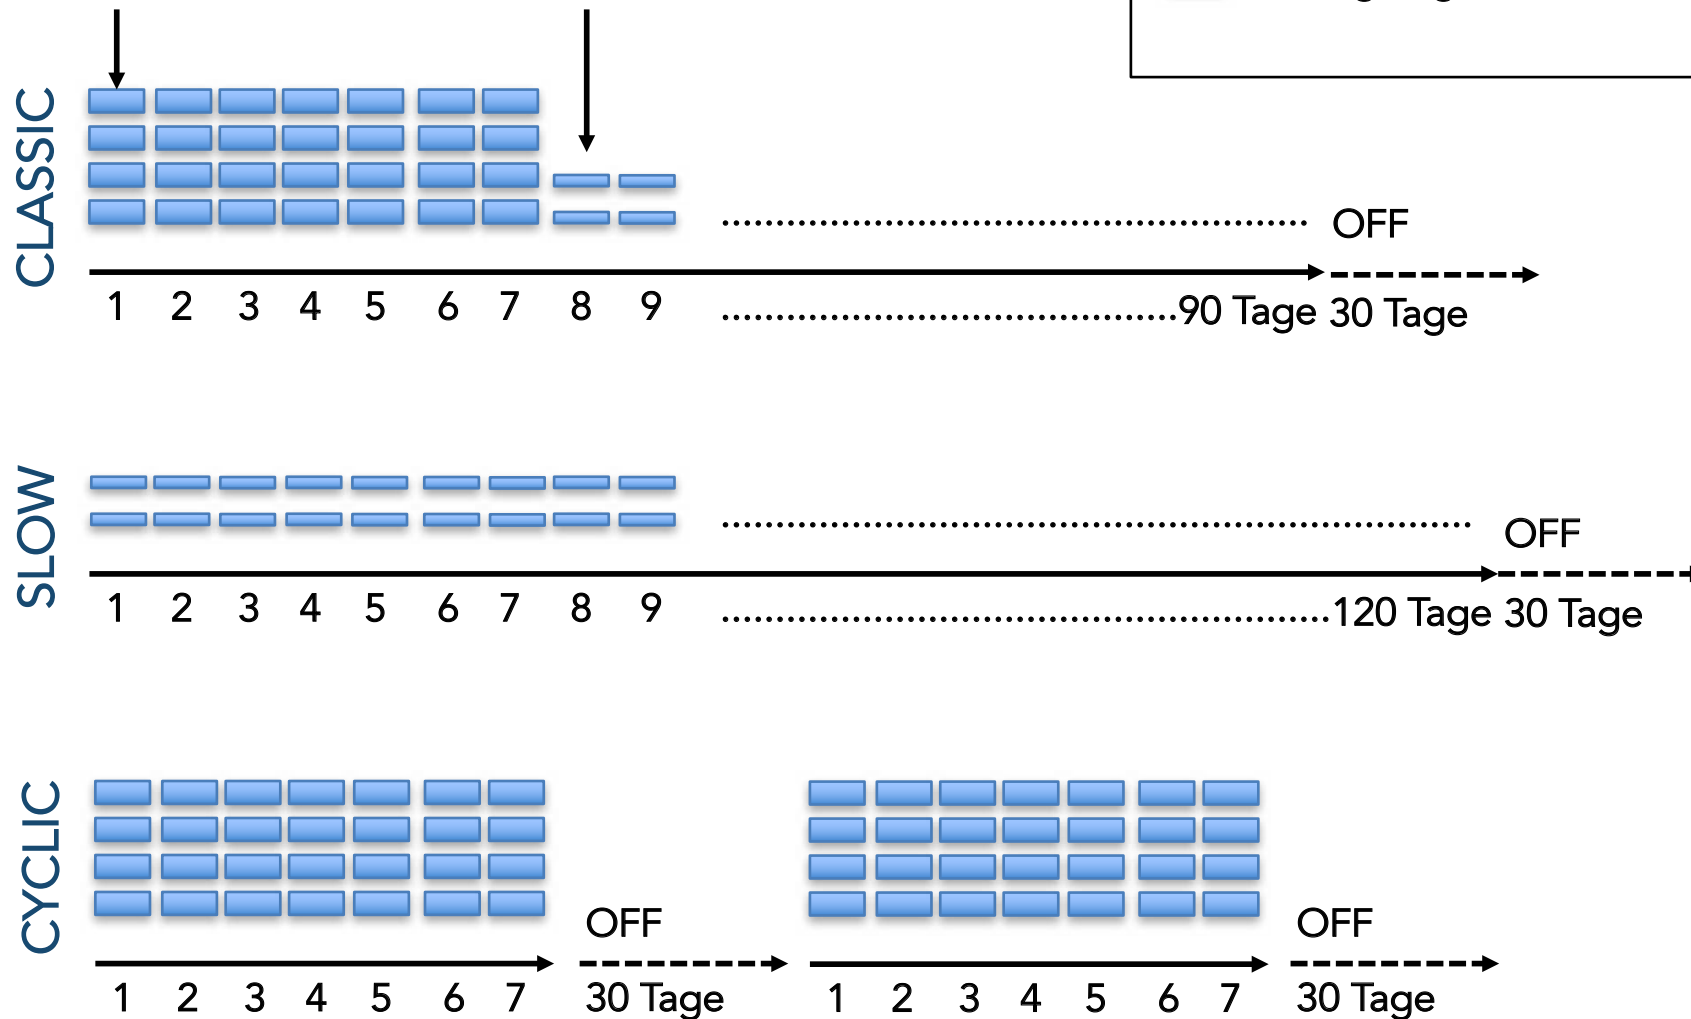 CLASSIC
OFF
1 2 3 4 5 6 7 8 9 ........................................90 Tage 30 Tage
SLOW
OFF
1 2 3 4 5 6 7 8 9 ........................................120 Tage 30 Tage
CYCLIC
OFF OFF
1 2 3 4 5 6 7 30 Tage 1 2 3 4 5 6 7 30 Tage